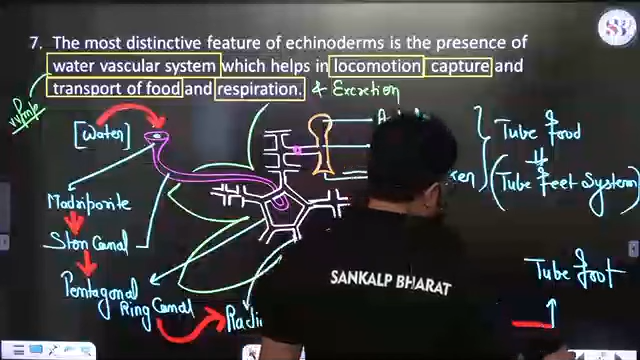 7. The most distinctive feature of echinoderms is the presence of
water vascular system which helps in locomotion capture and
transport of food and respiration. & Excretion
[Water]
Tube food
(Tube Feet System)
Madriporite
Ston Canal
Pentagonal
Ring Canal
Tube foot
SANKALP BHARAT